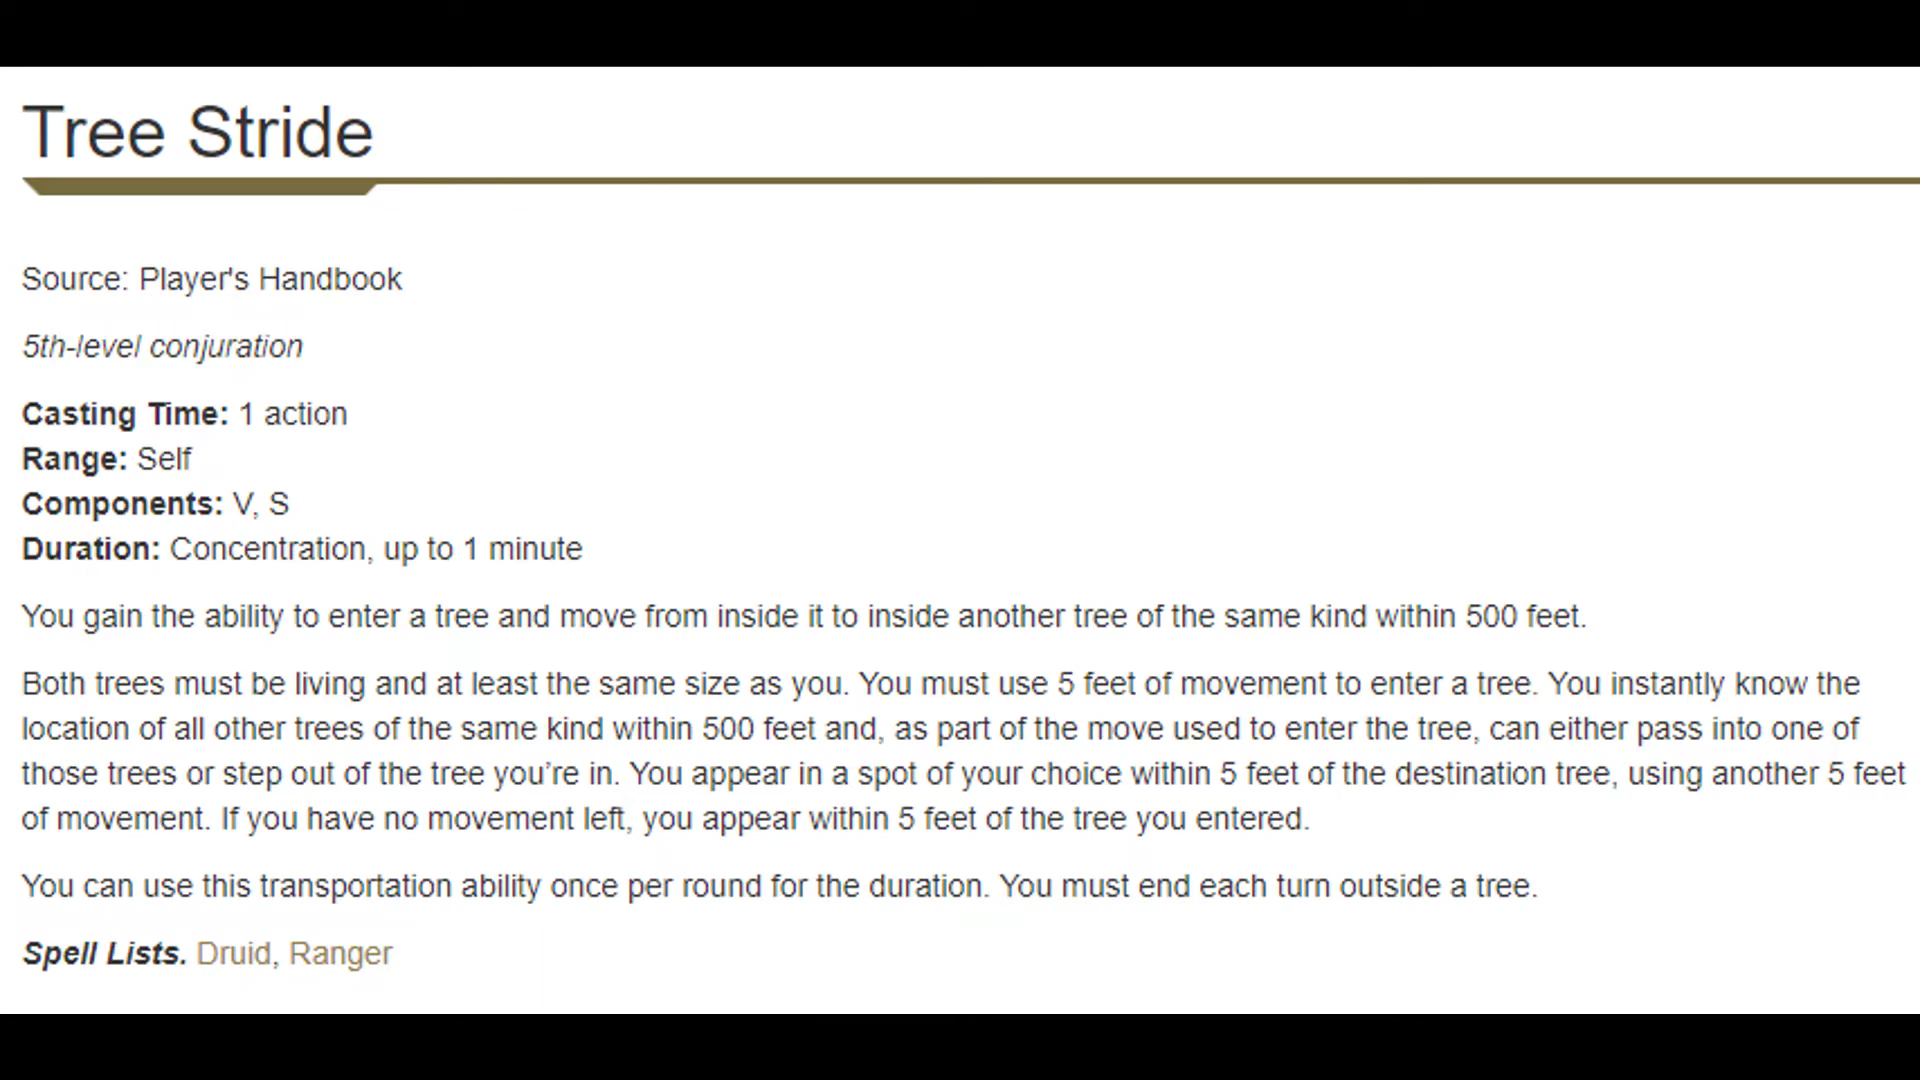 Tree Stride
Source: Player's Handbook
5th-level conjuration
Casting Time: 1 action
Range: Self
Components: V, S
Duration: Concentration, up to 1 minute
You gain the ability to enter a tree and move from inside it to inside another tree of the same kind within 500 feet.
Both trees must be living and at least the same size as you. You must use 5 feet of movement to enter a tree. You instantly know the
location of all other trees of the same kind within 500 feet and, as part of the move used to enter the tree, can either pass into one of
those trees or step out of the tree you’re in. You appear in a spot of your choice within 5 feet of the destination tree, using another 5 feet
of movement. If you have no movement left, you appear within 5 feet of the tree you entered.
You can use this transportation ability once per round for the duration. You must end each turn outside a tree.
Spell Lists. Druid, Ranger